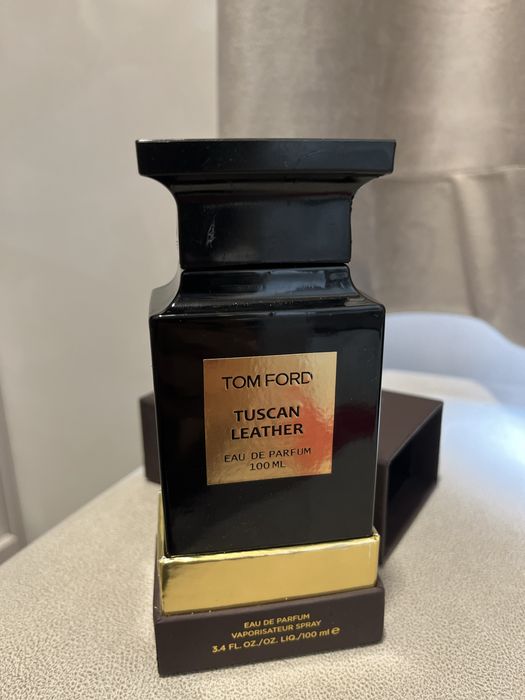 TOM FORD
TUSCAN
LEATHER
EAU DE PARFUM
100 ML
EAU DE PARFUM
VAPORISATEUR SPRAY
3.4 FL. OZ./OZ. LIQ./100 ml ℮